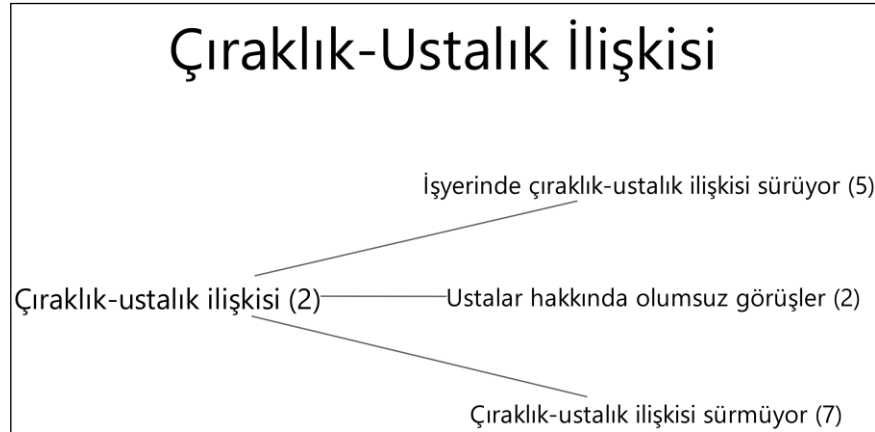 Çıraklık-Ustalık İlişkisi
İşyerinde çıraklık-ustalık ilişkisi sürüyor (5)
Çıraklık-ustalık ilişkisi (2)
Ustalar hakkında olumsuz görüşler (2)
Çıraklık-ustalık ilişkisi sürmüyor (7)